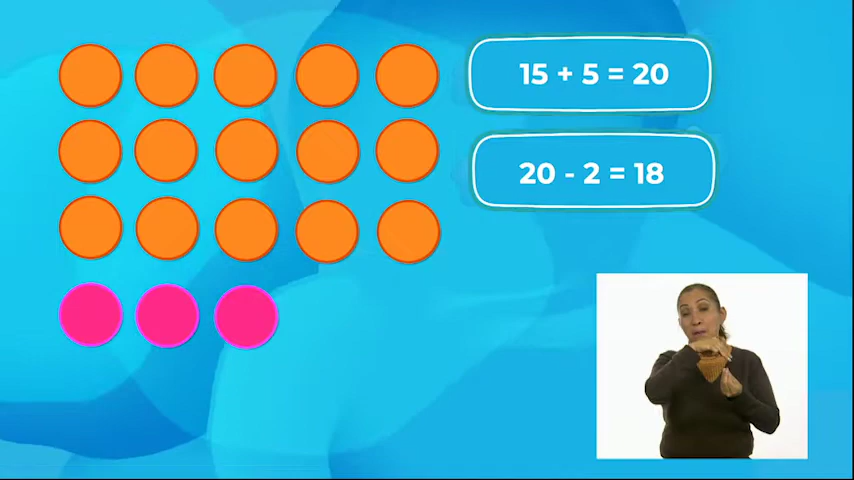 15 + 5 = 20
20 - 2 = 18